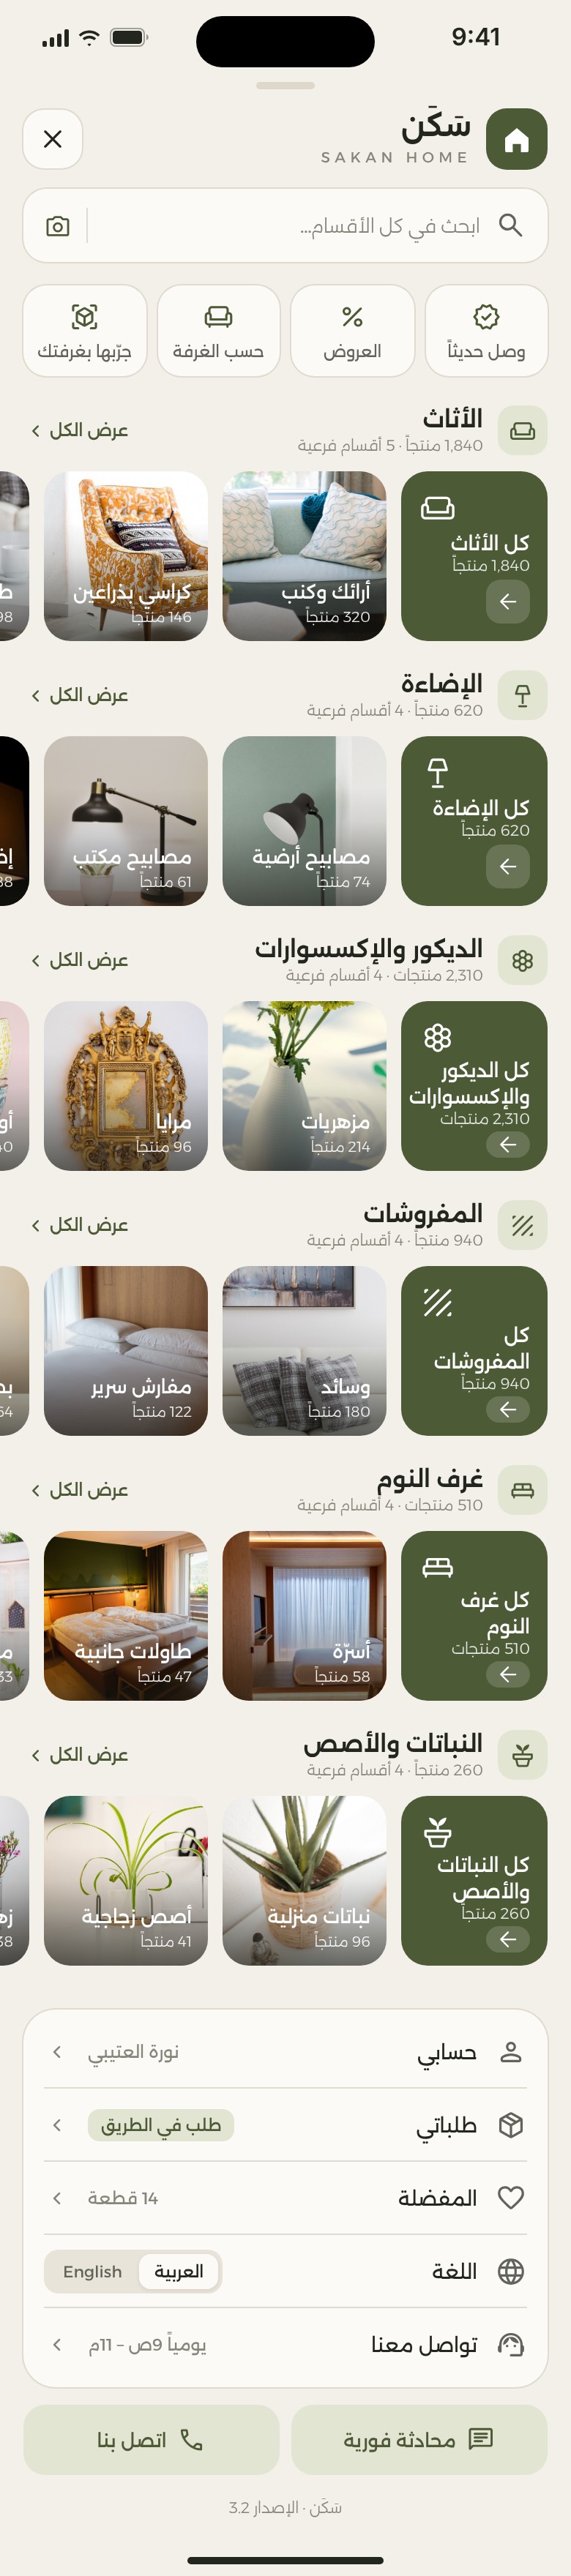 9:41
سَكَن
SAKAN HOME
ابحث في كل الأقسام...
وصل حديثاً
العروض
حسب الغرفة
جرّبها بغرفتك
الأثاث
1,840 منتجاً · 5 أقسام فرعية
عرض الكل
كل الأثاث
1,840 منتجاً
أرائك وكنب
320 منتجاً
كراسي بذراعين
146 منتجاً
98
الإضاءة
620 منتجاً · 4 أقسام فرعية
عرض الكل
كل الإضاءة
620 منتجاً
مصابيح أرضية
74 منتجاً
مصابيح مكتب
61 منتجاً
الديكور والإكسسوارات
2,310 منتجات · 4 أقسام فرعية
عرض الكل
كل الديكور
والإكسسوارات
2,310 منتجات
مزهريات
214 منتجاً
مرايا
96 منتجاً
المفروشات
940 منتجاً · 4 أقسام فرعية
عرض الكل
كل
المفروشات
940 منتجاً
وسائد
180 منتجاً
مفارش سرير
122 منتجاً
غرف النوم
510 منتجات · 4 أقسام فرعية
عرض الكل
كل غرف
النوم
510 منتجات
أسرّة
58 منتجاً
طاولات جانبية
47 منتجاً
النباتات والأصص
260 منتجاً · 4 أقسام فرعية
عرض الكل
كل النباتات
والأصص
260 منتجاً
نباتات منزلية
96 منتجاً
أصص زجاجية
41 منتجاً
حسابي
نورة العتيبي
طلباتي
طلب في الطريق
المفضلة
14 قطعة
اللغة
العربية
English
تواصل معنا
يومياً 9ص – 11م
محادثة فورية
اتصل بنا
سَكَن · الإصدار 3.2